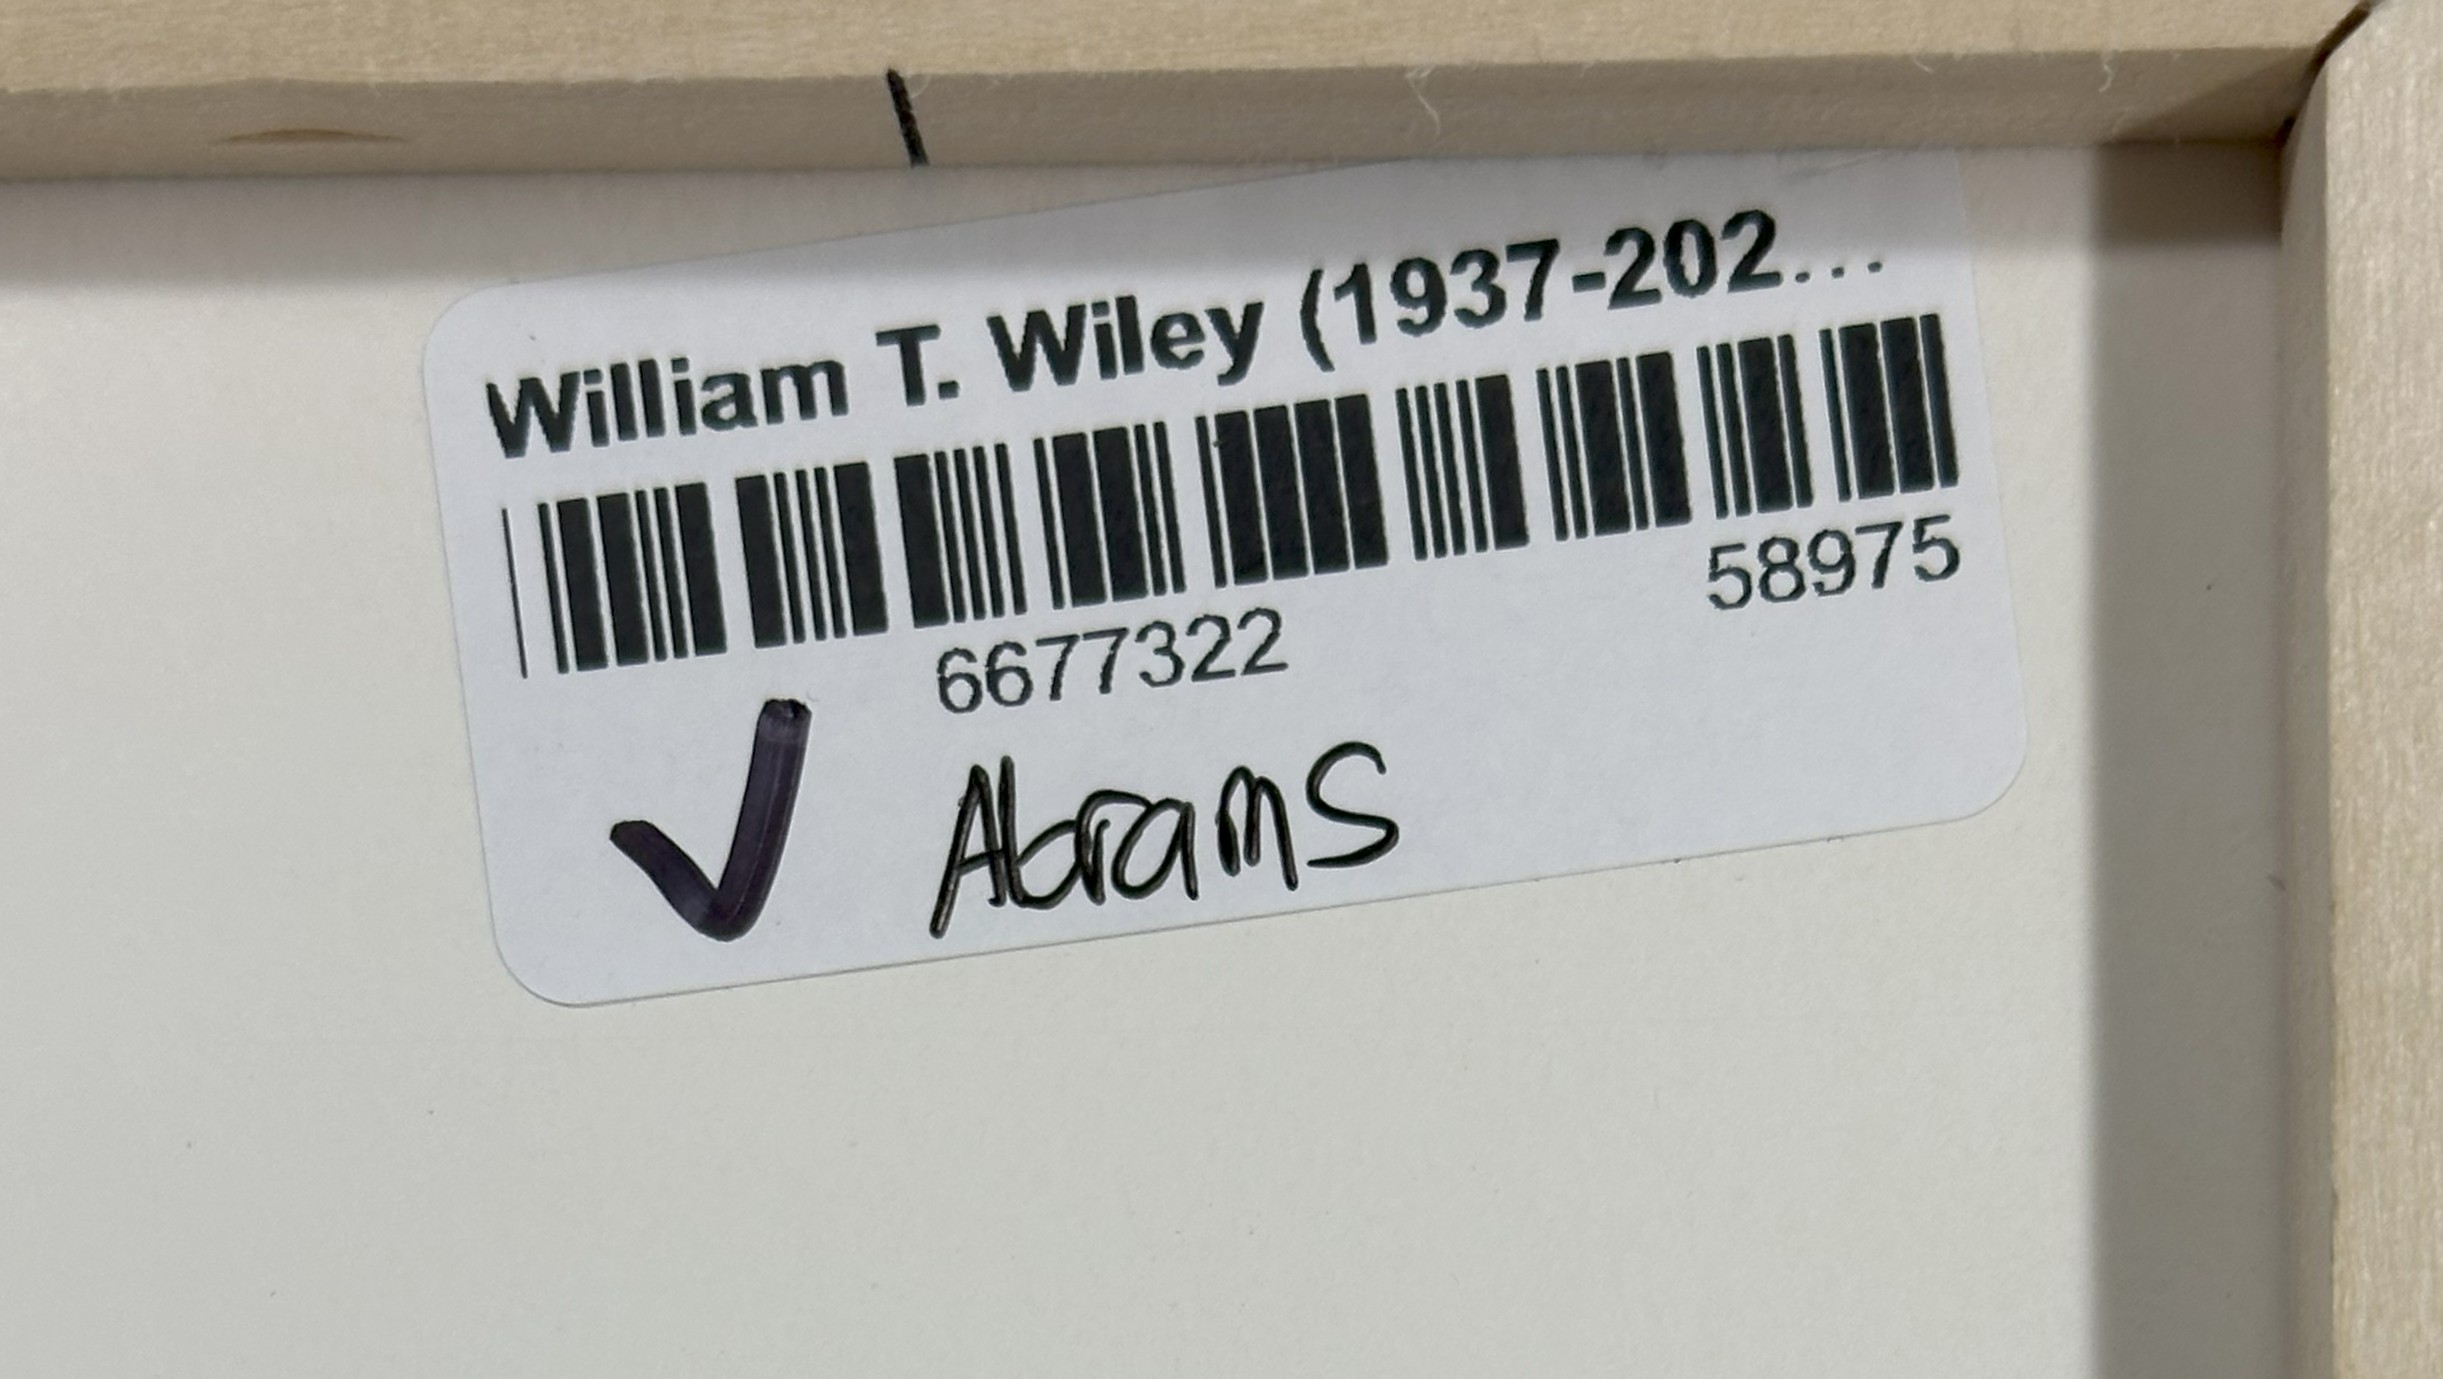 William T. Wiley (1937-202...
58975
6677322
✓ Abrams